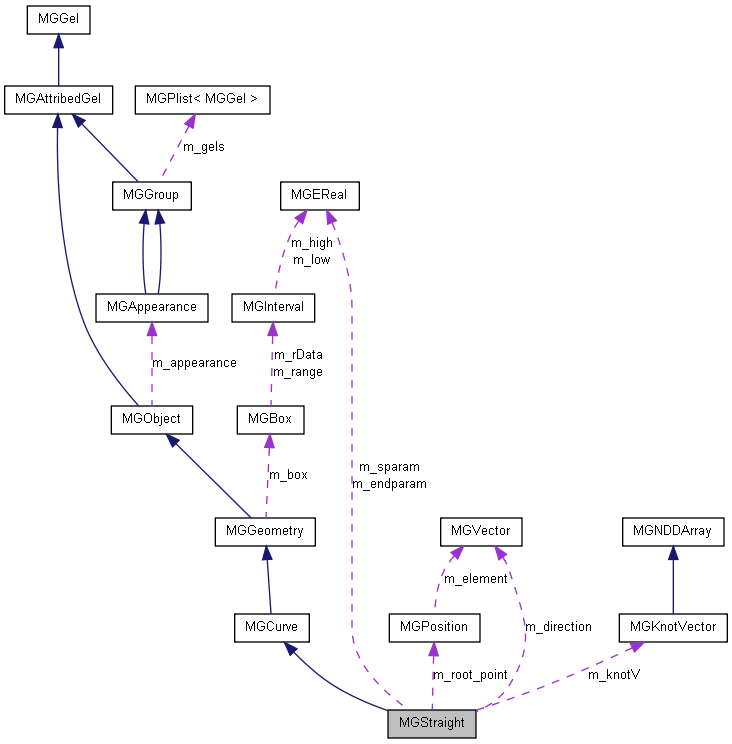 MGGel
MGAttribedGel
MGPlist< MGGel >
m_gels
MGGroup
MGEReal
m_high
m_low
MGAppearance
MGInterval
m_appearance
m_rData
m_range
MGObject
MGBox
m_sparam
m_endparam
m_box
MGGeometry
MGVector
MGNDDArray
m_element
MGCurve
MGPosition
m_direction
MGKnotVector
m_root_point
m_knotV
MGStraight